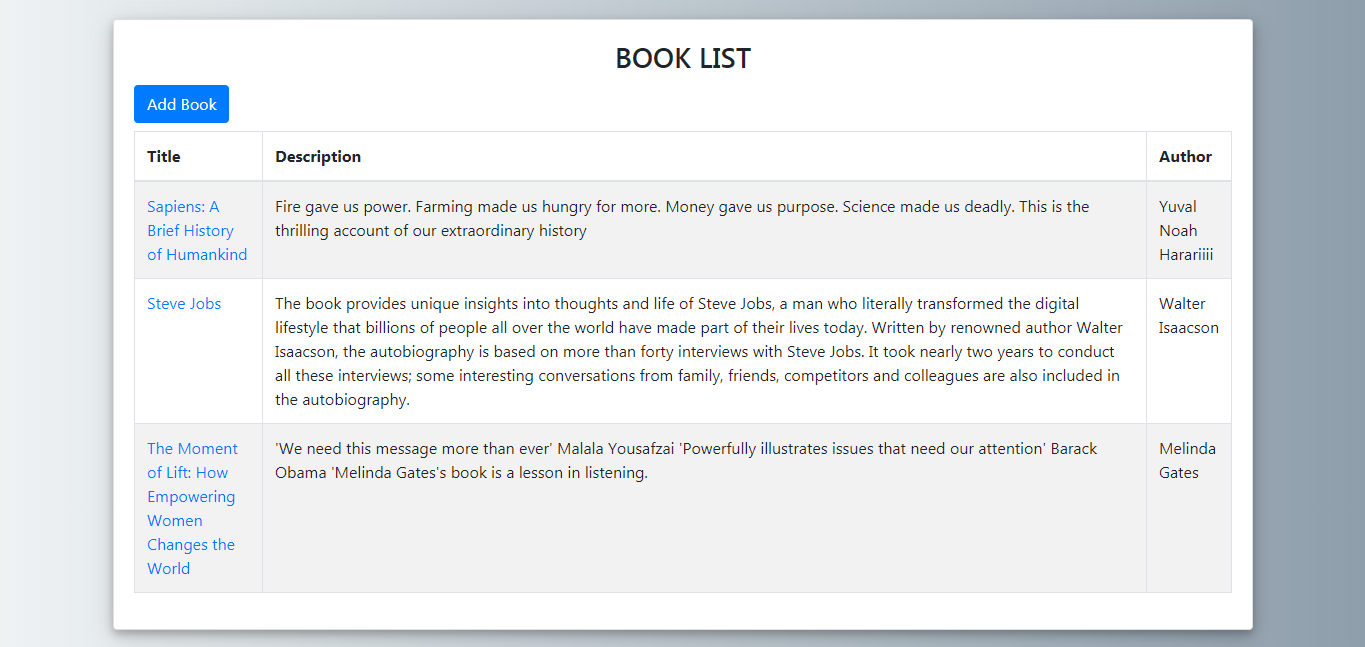 BOOK LIST
Add Book
Title Description Author
Sapiens: A
Brief History
of Humankind
Fire gave us power. Farming made us hungry for more. Money gave us purpose. Science made us deadly. This is the
thrilling account of our extraordinary history
Yuval
Noah
Harariiii
Steve Jobs
The book provides unique insights into thoughts and life of Steve Jobs, a man who literally transformed the digital
lifestyle that billions of people all over the world have made part of their lives today. Written by renowned author Walter
Isaacson, the autobiography is based on more than forty interviews with Steve Jobs. It took nearly two years to conduct
all these interviews; some interesting conversations from family, friends, competitors and colleagues are also included in
the autobiography.
Walter
Isaacson
The Moment
of Lift: How
Empowering
Women
Changes the
World
'We need this message more than ever' Malala Yousafzai 'Powerfully illustrates issues that need our attention' Barack
Obama 'Melinda Gates's book is a lesson in listening.
Melinda
Gates